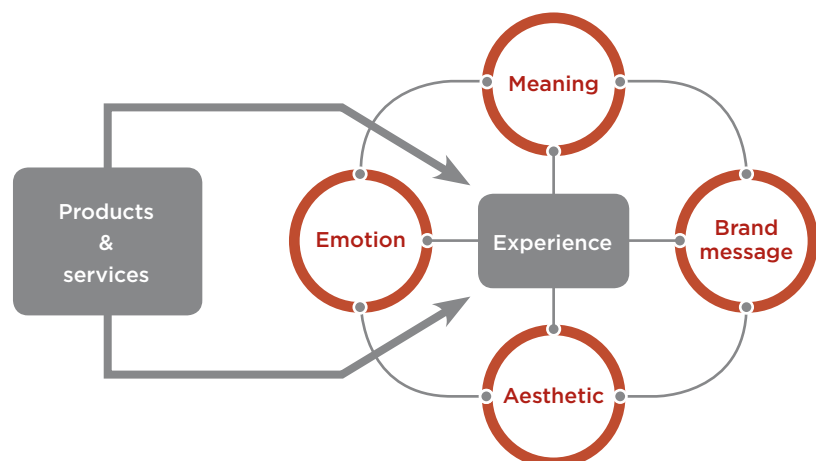 Meaning
Products
&
services
Emotion
Experience
Brand
message
Aesthetic